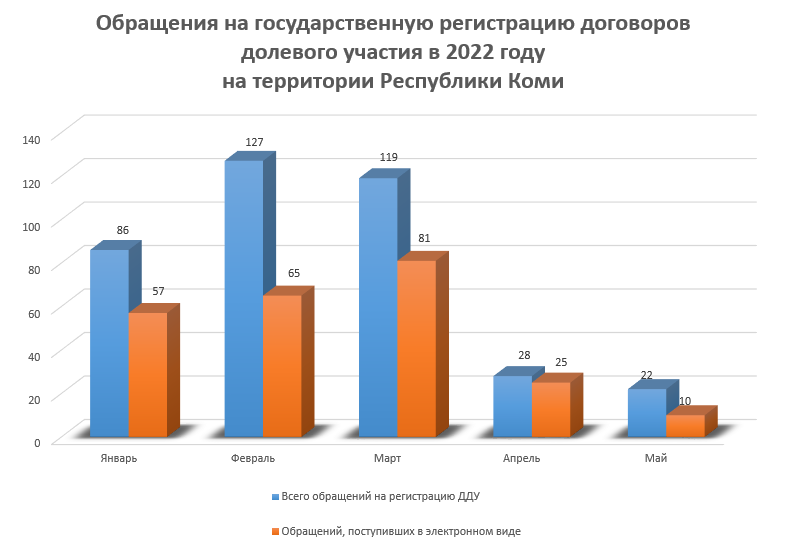 Обращения на государственную регистрацию договоров
долевого участия в 2022 году
на территории Республики Коми
140
120
100
80
60
40
20
0
86
57
127
65
119
81
28
25
22
10
Январь
Февраль
Март
Апрель
Май
Всего обращений на регистрацию ДДУ
Обращений, поступивших в электронном виде